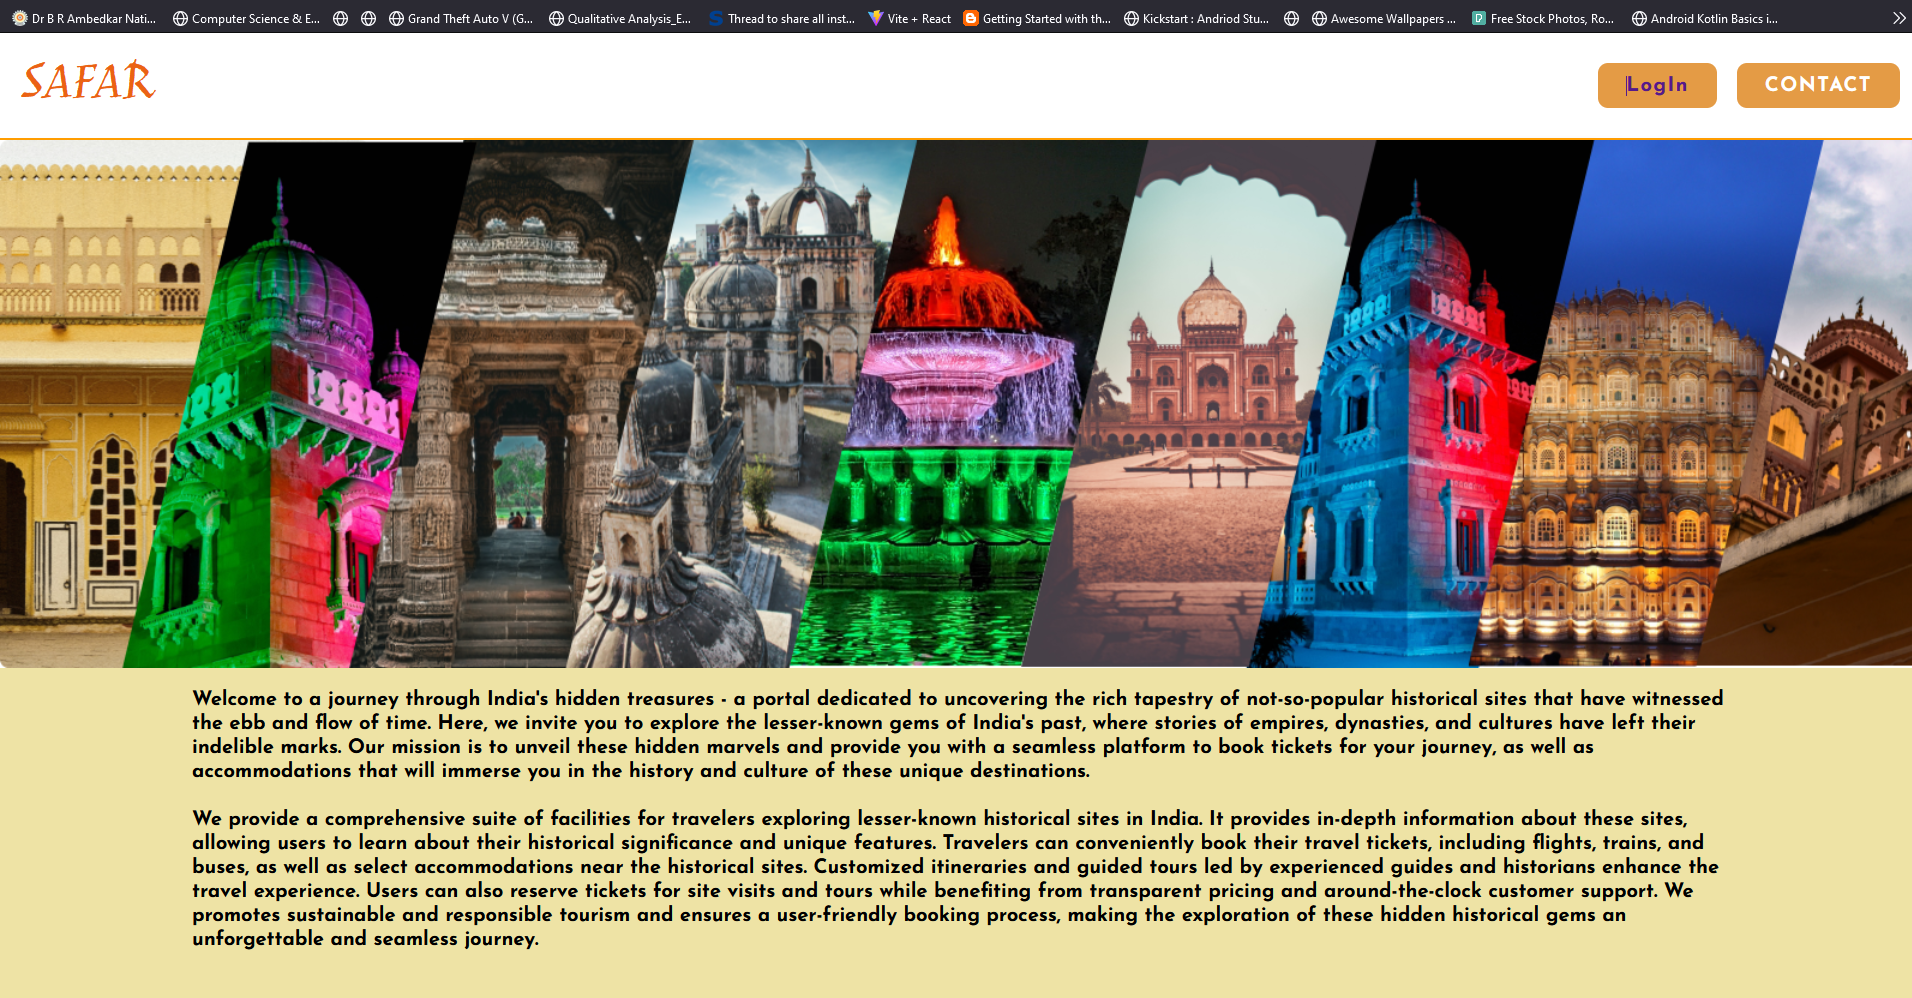 Dr B R Ambedkar Nati...
Computer Science & E...
Grand Theft Auto V (G...
Qualitative Analysis_E...
Thread to share all inst...
Vite + React
Getting Started with th...
Kickstart : Andriod Stu...
Awesome Wallpapers ...
Free Stock Photos, Ro...
Android Kotlin Basics i...
SAFAR
LogIn
CONTACT
Welcome to a journey through India's hidden treasures - a portal dedicated to uncovering the rich tapestry of not-so-popular historical sites that have witnessed
the ebb and flow of time. Here, we invite you to explore the lesser-known gems of India's past, where stories of empires, dynasties, and cultures have left their
indelible marks. Our mission is to unveil these hidden marvels and provide you with a seamless platform to book tickets for your journey, as well as
accommodations that will immerse you in the history and culture of these unique destinations.
We provide a comprehensive suite of facilities for travelers exploring lesser-known historical sites in India. It provides in-depth information about these sites,
allowing users to learn about their historical significance and unique features. Travelers can conveniently book their travel tickets, including flights, trains, and
buses, as well as select accommodations near the historical sites. Customized itineraries and guided tours led by experienced guides and historians enhance the
travel experience. Users can also reserve tickets for site visits and tours while benefiting from transparent pricing and around-the-clock customer support. We
promotes sustainable and responsible tourism and ensures a user-friendly booking process, making the exploration of these hidden historical gems an
unforgettable and seamless journey.